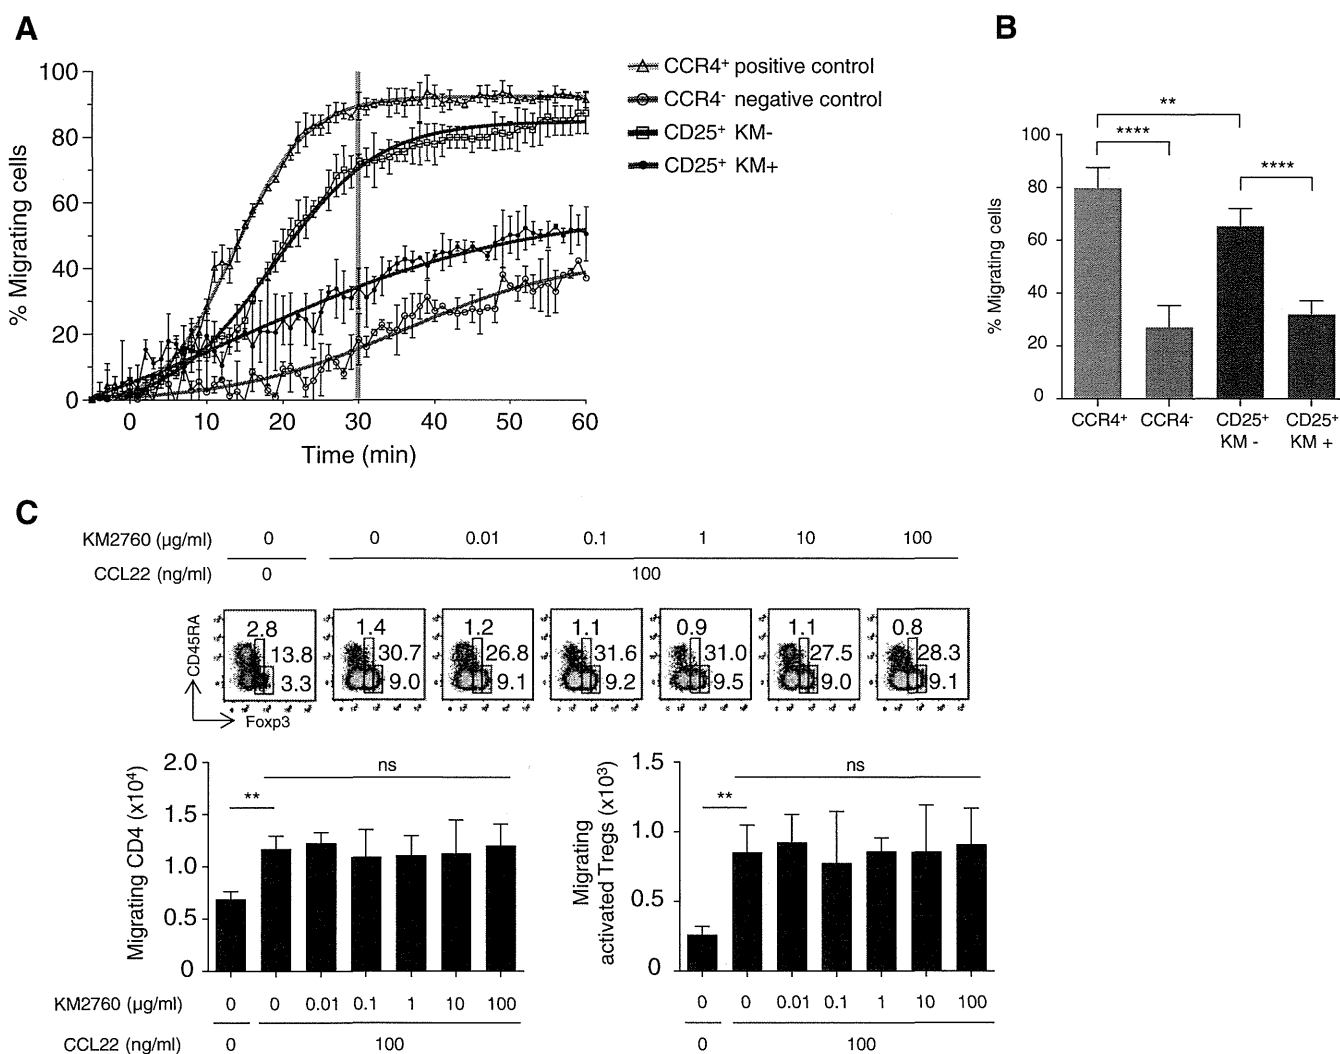 A
100
80
60
40
20
0
% Migrating cells
0 10 20 30 40 50 60
Time (min)
CCR4+ positive control
CCR4- negative control
CD25+ KM-
CD25+ KM+
B
**
****
****
100
80
60
40
20
0
% Migrating cells
CCR4+ CCR4- CD25+ CD25+
KM - KM +
C
KM2760 (µg/ml) 0 0 0.01 0.1 1 10 100
CCL22 (ng/ml) 0 100
CD45RA
2.8 1.4 1.2 1.1 0.9 1.1 0.8
13.8 30.7 26.8 31.6 31.0 27.5 28.3
3.3 9.0 9.1 9.2 9.5 9.0 9.1
Foxp3
Migrating CD4 (x10⁴)
2.0
1.5
1.0
0.5
0
ns
**
KM2760 (µg/ml) 0 0 0.01 0.1 1 10 100
CCL22 (ng/ml) 0 100
Migrating
activated Tregs (x10³)
1.5
1.0
0.5
0
ns
**
0 0 0.01 0.1 1 10 100
0 100